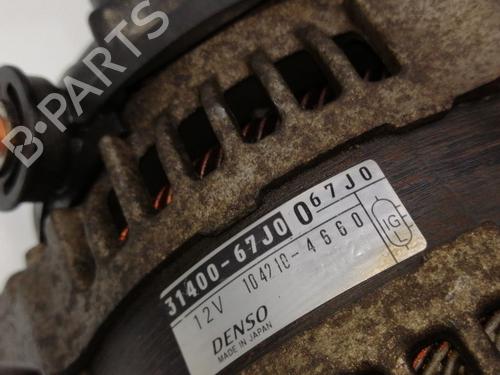 B-PARTS
31400-67J0 0 67J0
12V 104210-4660
IG
L
DENSO
MADE IN JAPAN